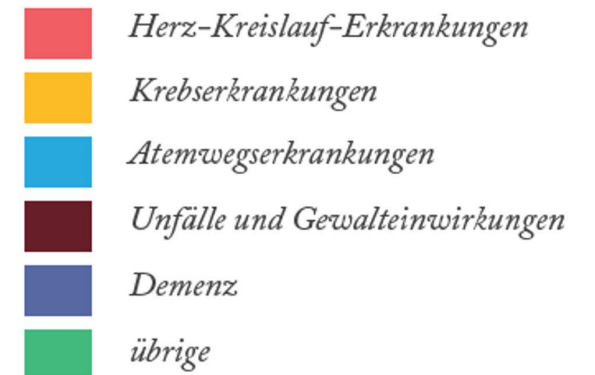 Herz-Kreislauf-Erkrankungen
Krebserkrankungen
Atemwegserkrankungen
Unfälle und Gewalteinwirkungen
Demenz
übrige